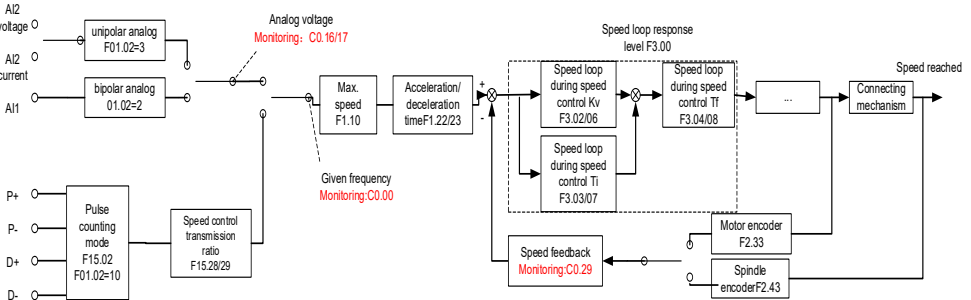 AI2
voltage
AI2
current
AI1
unipolar analog
F01.02=3
bipolar analog
01.02=2
Analog voltage
Monitoring：C0.16/17
P+
P-
D+
D-
Pulse
counting
mode
F15.02
F01.02=10
Speed control
transmission
ratio
F15.28/29
Given frequency
Monitoring:C0.00
Max.
speed
F1.10
Acceleration/
deceleration
timeF1.22/23
+
-
Speed loop response
level F3.00
Speed loop
during speed
control Kv
F3.02/06
Speed loop
during speed
control Ti
F3.03/07
Speed loop
during speed
control Tf
F3.04/08
...
Connecting
mechanism
Speed reached
Speed feedback
Monitoring:C0.29
Motor encoder
F2.33
Spindle
encoderF2.43